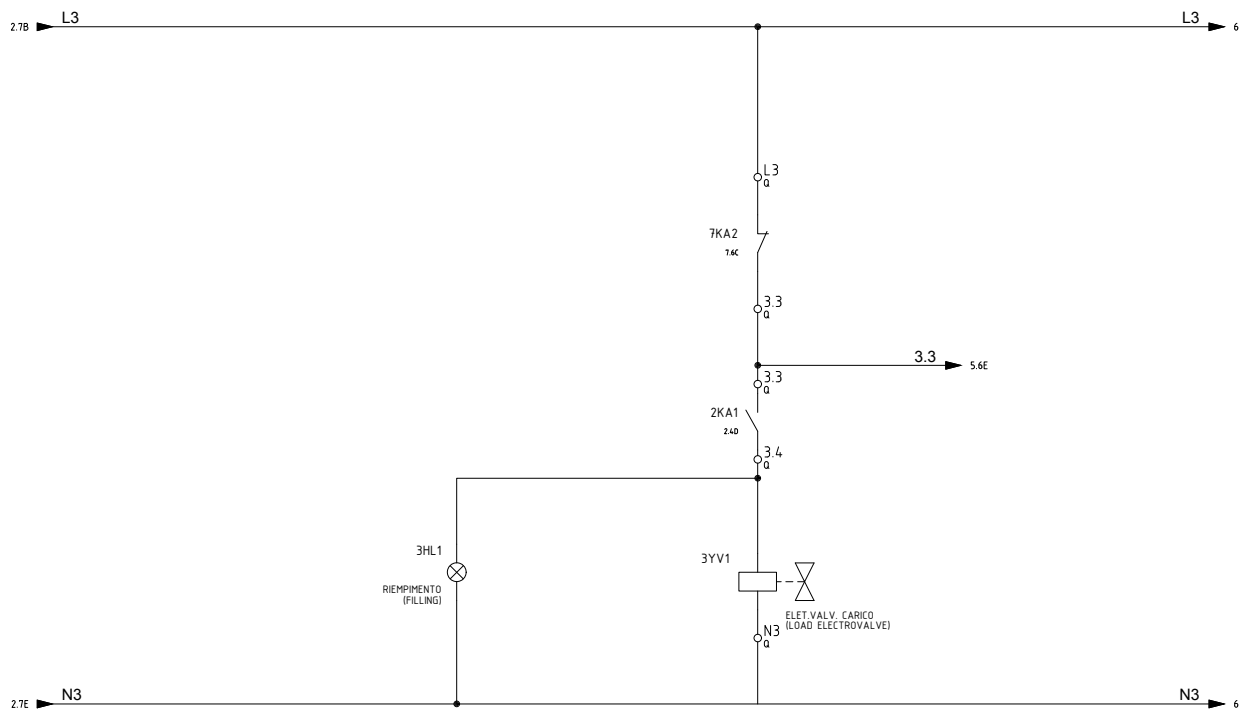 2.7B L3 L3 6
L3
Q
7KA2
7.6C
3.3
Q
3.3 5.6E
3.3
Q
2KA1
2.4D
3.4
Q
3HL1
RIEMPIMENTO
(FILLING)
3YV1
ELET.VALV. CARICO
(LOAD ELECTROVALVE)
N3
Q
2.7E N3 N3 6